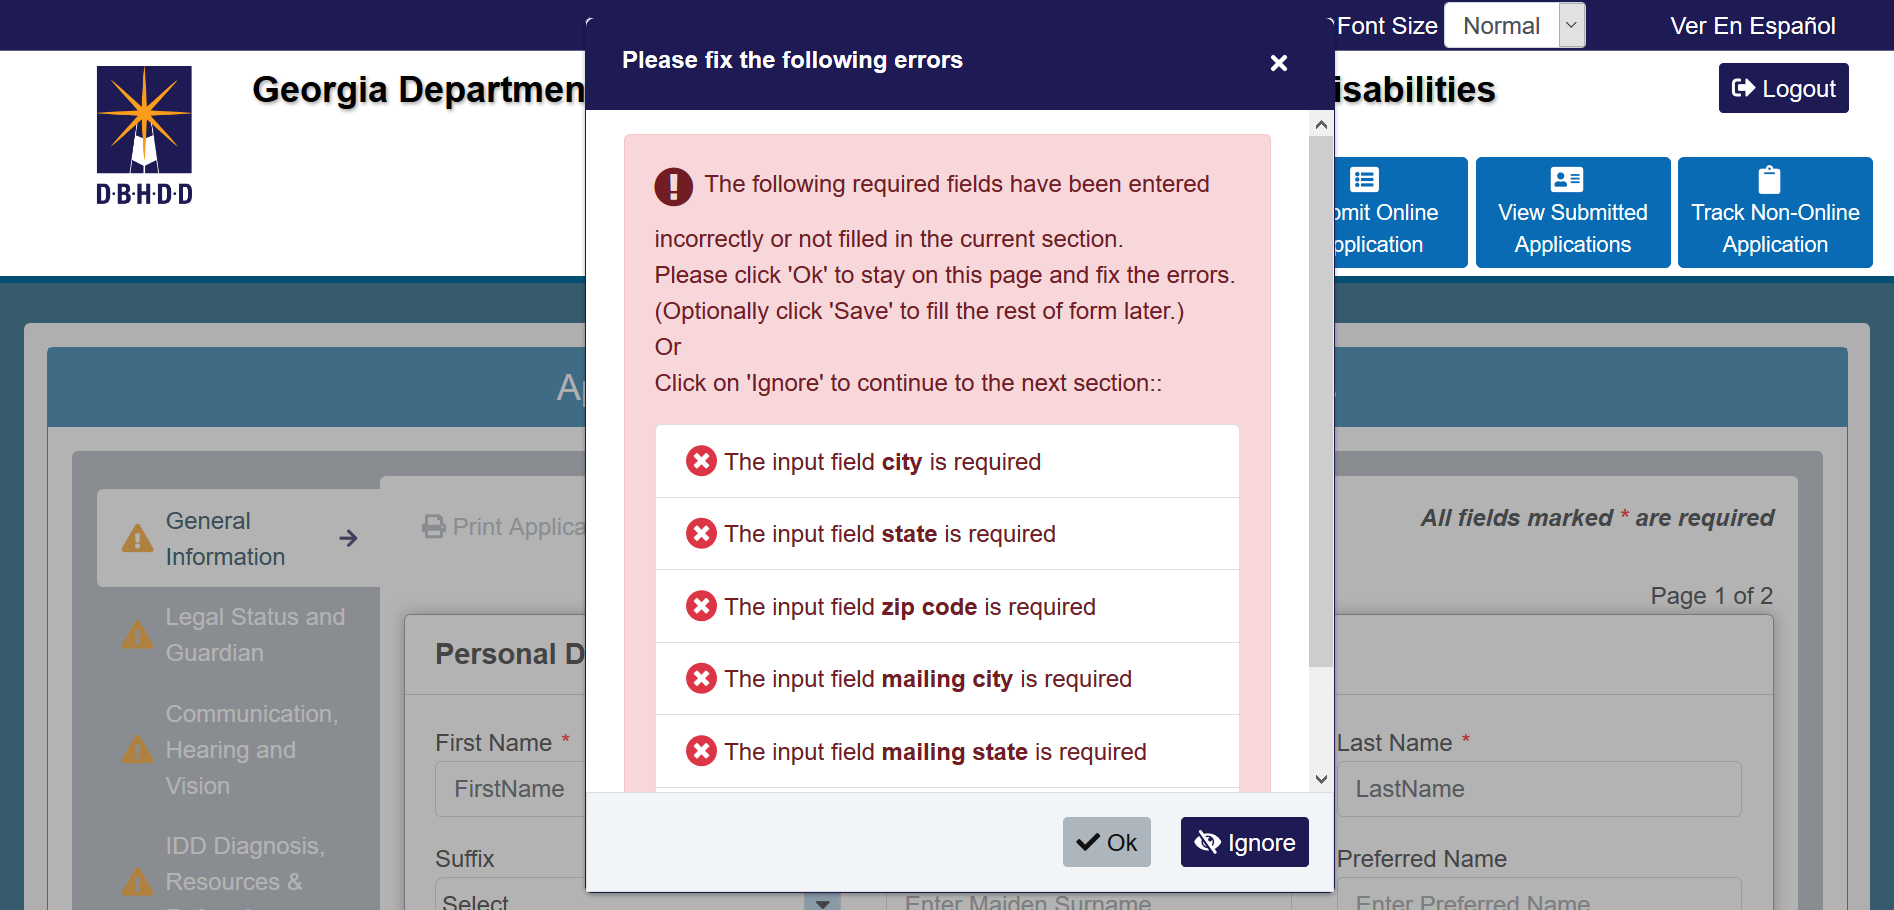 Font Size
Normal
Ver En Español
Please fix the following errors
Georgia Departmen
isabilities
Logout
D·B·H·D·D
mit Online
pplication
View Submitted
Applications
Track Non-Online
Application
The following required fields have been entered
incorrectly or not filled in the current section.
Please click 'Ok' to stay on this page and fix the errors.
(Optionally click 'Save' to fill the rest of form later.)
Or
Click on 'Ignore' to continue to the next section::
The input field city is required
The input field state is required
The input field zip code is required
The input field mailing city is required
The input field mailing state is required
Ok
Ignore
General
Information
Legal Status and
Guardian
Communication,
Hearing and
Vision
IDD Diagnosis,
Resources &
Print Applica
All fields marked * are required
Page 1 of 2
Personal D
First Name *
FirstName
Last Name *
LastName
Suffix
Select
Enter Maiden Surname
Preferred Name
Enter Preferred Name